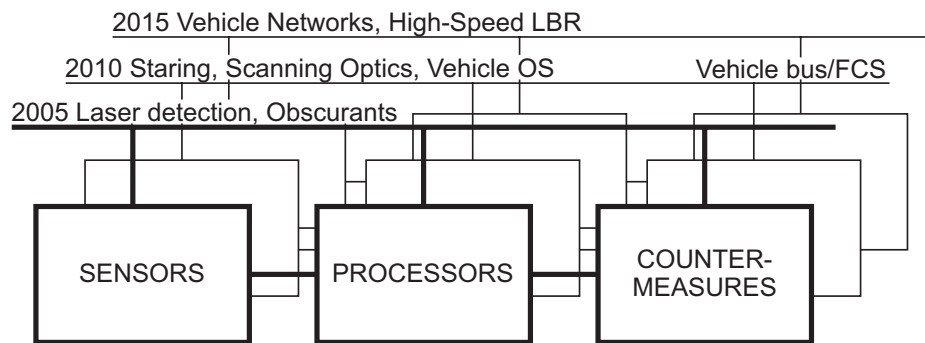 2015 Vehicle Networks, High-Speed LBR
2010 Staring, Scanning Optics, Vehicle OS
Vehicle bus/FCS
2005 Laser detection, Obscurants
SENSORS
PROCESSORS
COUNTER-
MEASURES